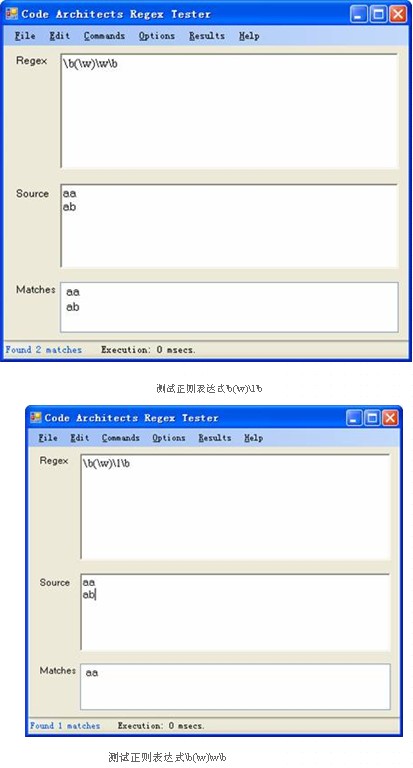 Code Architects Regex Tester
File Edit Commands Options Results Help
Regex
\b(\w)\w\b
Source
aa
ab
Matches
aa
ab
Found 2 matches Execution: 0 msecs.
测试正则表达式\b(\w)\1\b
Code Architects Regex Tester
File Edit Commands Options Results Help
Regex
\b(\w)\1\b
Source
aa
ab
Matches
aa
Found 1 matches Execution: 0 msecs.
测试正则表达式\b(\w)\w\b